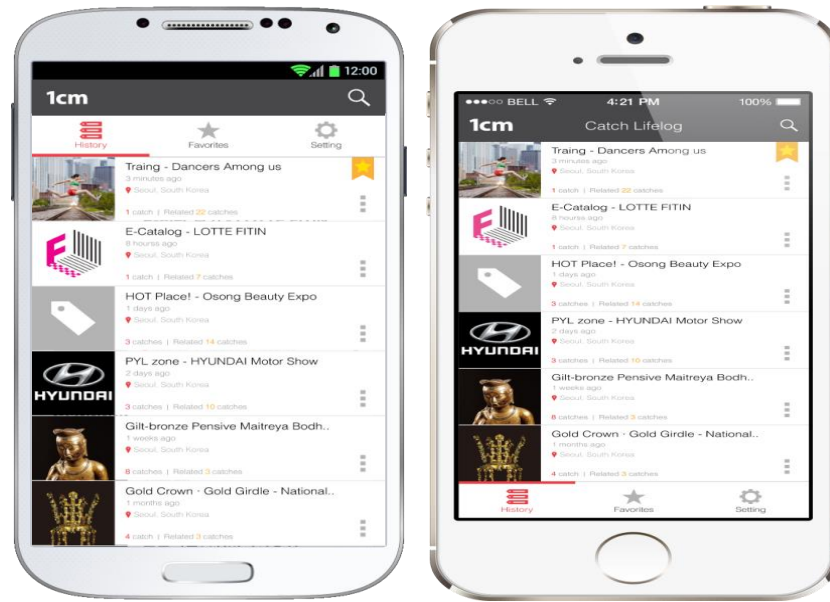 12:00
1cm
History
Favorites
Setting
Traing - Dancers Among us
3 minutes ago
Seoul, South Korea
1 catch | Related 22 catches
E-Catalog - LOTTE FITIN
8 hourss ago
Seoul, South Korea
1 catch | Related 7 catches
HOT Place! - Osong Beauty Expo
1 days ago
Seoul, South Korea
3 catches | Related 14 catches
PYL zone - HYUNDAI Motor Show
2 days ago
Seoul, South Korea
3 catches | Related 10 catches
HYUNDAI
Gilt-bronze Pensive Maitreya Bodh..
1 weeks ago
Seoul, South Korea
8 catches | Related 3 catches
Gold Crown · Gold Girdle - National..
1 months ago
Seoul, South Korea
4 catch | Related 3 catches
BELL
4:21 PM
100%
1cm
Catch Lifelog
Traing - Dancers Among us
3 minutes ago
Seoul, South Korea
1 catch | Related 22 catches
E-Catalog - LOTTE FITIN
8 hourss ago
Seoul, South Korea
1 catch | Related 7 catches
HOT Place! - Osong Beauty Expo
1 days ago
Seoul, South Korea
3 catches | Related 14 catches
PYL zone - HYUNDAI Motor Show
2 days ago
Seoul, South Korea
3 catches | Related 10 catches
HYUNDAI
Gilt-bronze Pensive Maitreya Bodh..
1 weeks ago
Seoul, South Korea
8 catches | Related 3 catches
Gold Crown · Gold Girdle - National..
1 months ago
Seoul, South Korea
4 catch | Related 3 catches
History
Favorites
Setting